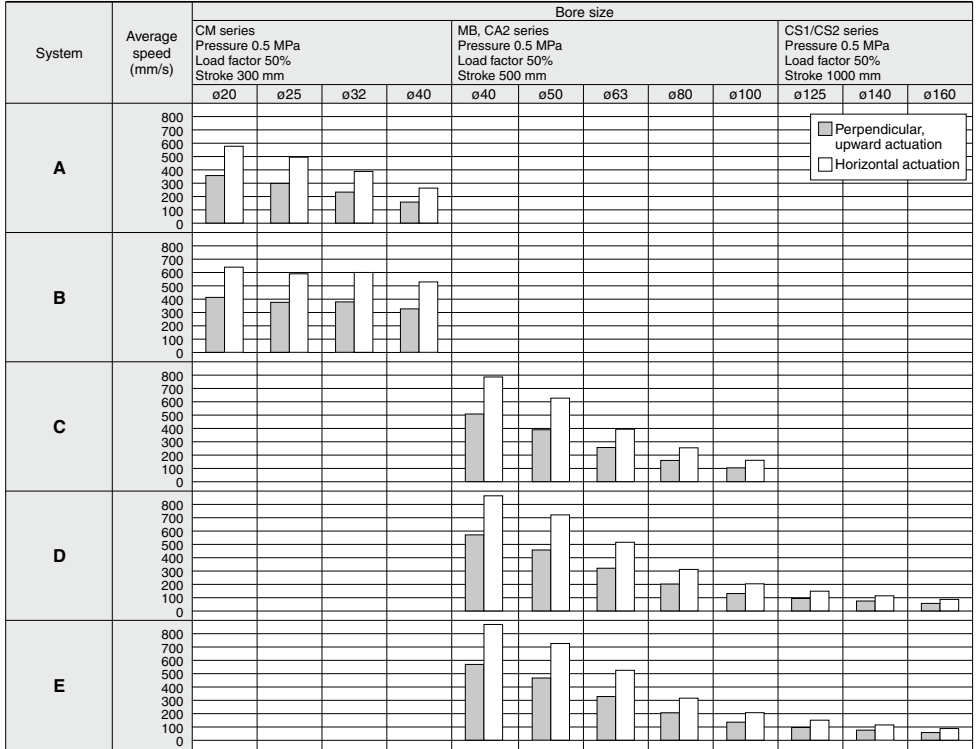 Bore size
System
Average
speed
(mm/s)
CM series
Pressure 0.5 MPa
Load factor 50%
Stroke 300 mm
MB, CA2 series
Pressure 0.5 MPa
Load factor 50%
Stroke 500 mm
CS1/CS2 series
Pressure 0.5 MPa
Load factor 50%
Stroke 1000 mm
ø20 ø25 ø32 ø40 ø40 ø50 ø63 ø80 ø100 ø125 ø140 ø160
Perpendicular,
upward actuation
Horizontal actuation
A
800
700
600
500
400
300
200
100
0
B
800
700
600
500
400
300
200
100
0
C
800
700
600
500
400
300
200
100
0
D
800
700
600
500
400
300
200
100
0
E
800
700
600
500
400
300
200
100
0